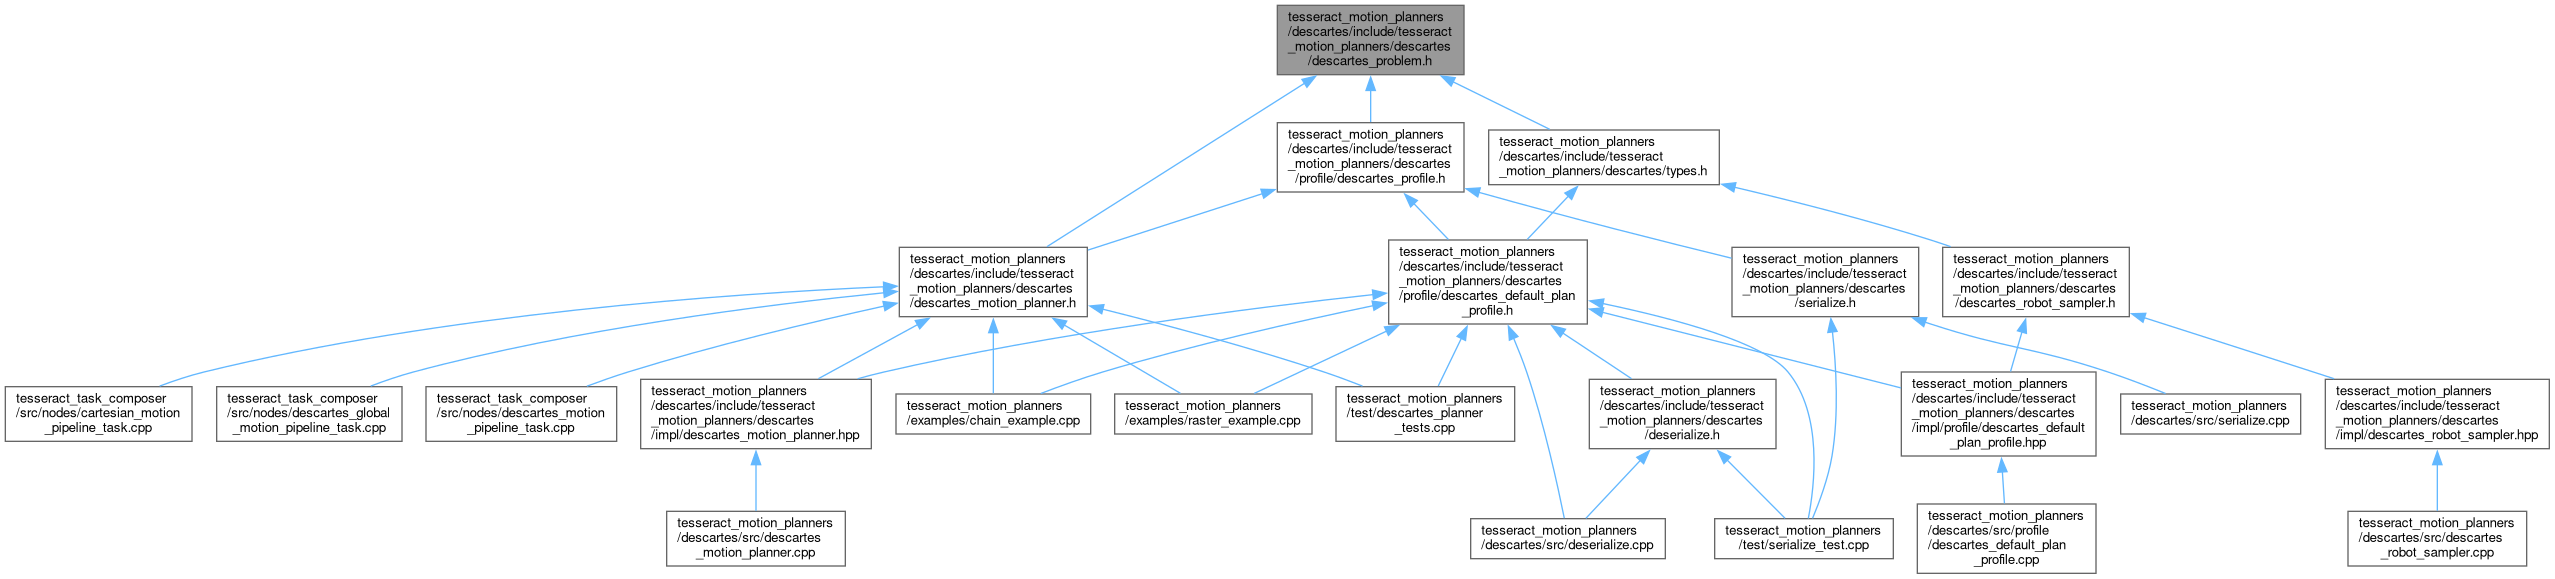 tesseract_motion_planners
/descartes/include/tesseract
_motion_planners/descartes
/descartes_problem.h
tesseract_motion_planners
/descartes/include/tesseract
_motion_planners/descartes
/profile/descartes_profile.h
tesseract_motion_planners
/descartes/include/tesseract
_motion_planners/descartes/types.h
tesseract_motion_planners
/descartes/include/tesseract
_motion_planners/descartes
/descartes_motion_planner.h
tesseract_motion_planners
/descartes/include/tesseract
_motion_planners/descartes
/profile/descartes_default_plan
_profile.h
tesseract_motion_planners
/descartes/include/tesseract
_motion_planners/descartes
/serialize.h
tesseract_motion_planners
/descartes/include/tesseract
_motion_planners/descartes
/descartes_robot_sampler.h
tesseract_task_composer
/src/nodes/cartesian_motion
_pipeline_task.cpp
tesseract_task_composer
/src/nodes/descartes_global
_motion_pipeline_task.cpp
tesseract_task_composer
/src/nodes/descartes_motion
_pipeline_task.cpp
tesseract_motion_planners
/descartes/include/tesseract
_motion_planners/descartes
/impl/descartes_motion_planner.hpp
tesseract_motion_planners
/examples/chain_example.cpp
tesseract_motion_planners
/examples/raster_example.cpp
tesseract_motion_planners
/test/descartes_planner
_tests.cpp
tesseract_motion_planners
/descartes/include/tesseract
_motion_planners/descartes
/deserialize.h
tesseract_motion_planners
/descartes/include/tesseract
_motion_planners/descartes
/impl/profile/descartes_default
_plan_profile.hpp
tesseract_motion_planners
/descartes/src/serialize.cpp
tesseract_motion_planners
/descartes/include/tesseract
_motion_planners/descartes
/impl/descartes_robot_sampler.hpp
tesseract_motion_planners
/descartes/src/descartes
_motion_planner.cpp
tesseract_motion_planners
/descartes/src/deserialize.cpp
tesseract_motion_planners
/test/serialize_test.cpp
tesseract_motion_planners
/descartes/src/profile
/descartes_default_plan
_profile.cpp
tesseract_motion_planners
/descartes/src/descartes
_robot_sampler.cpp